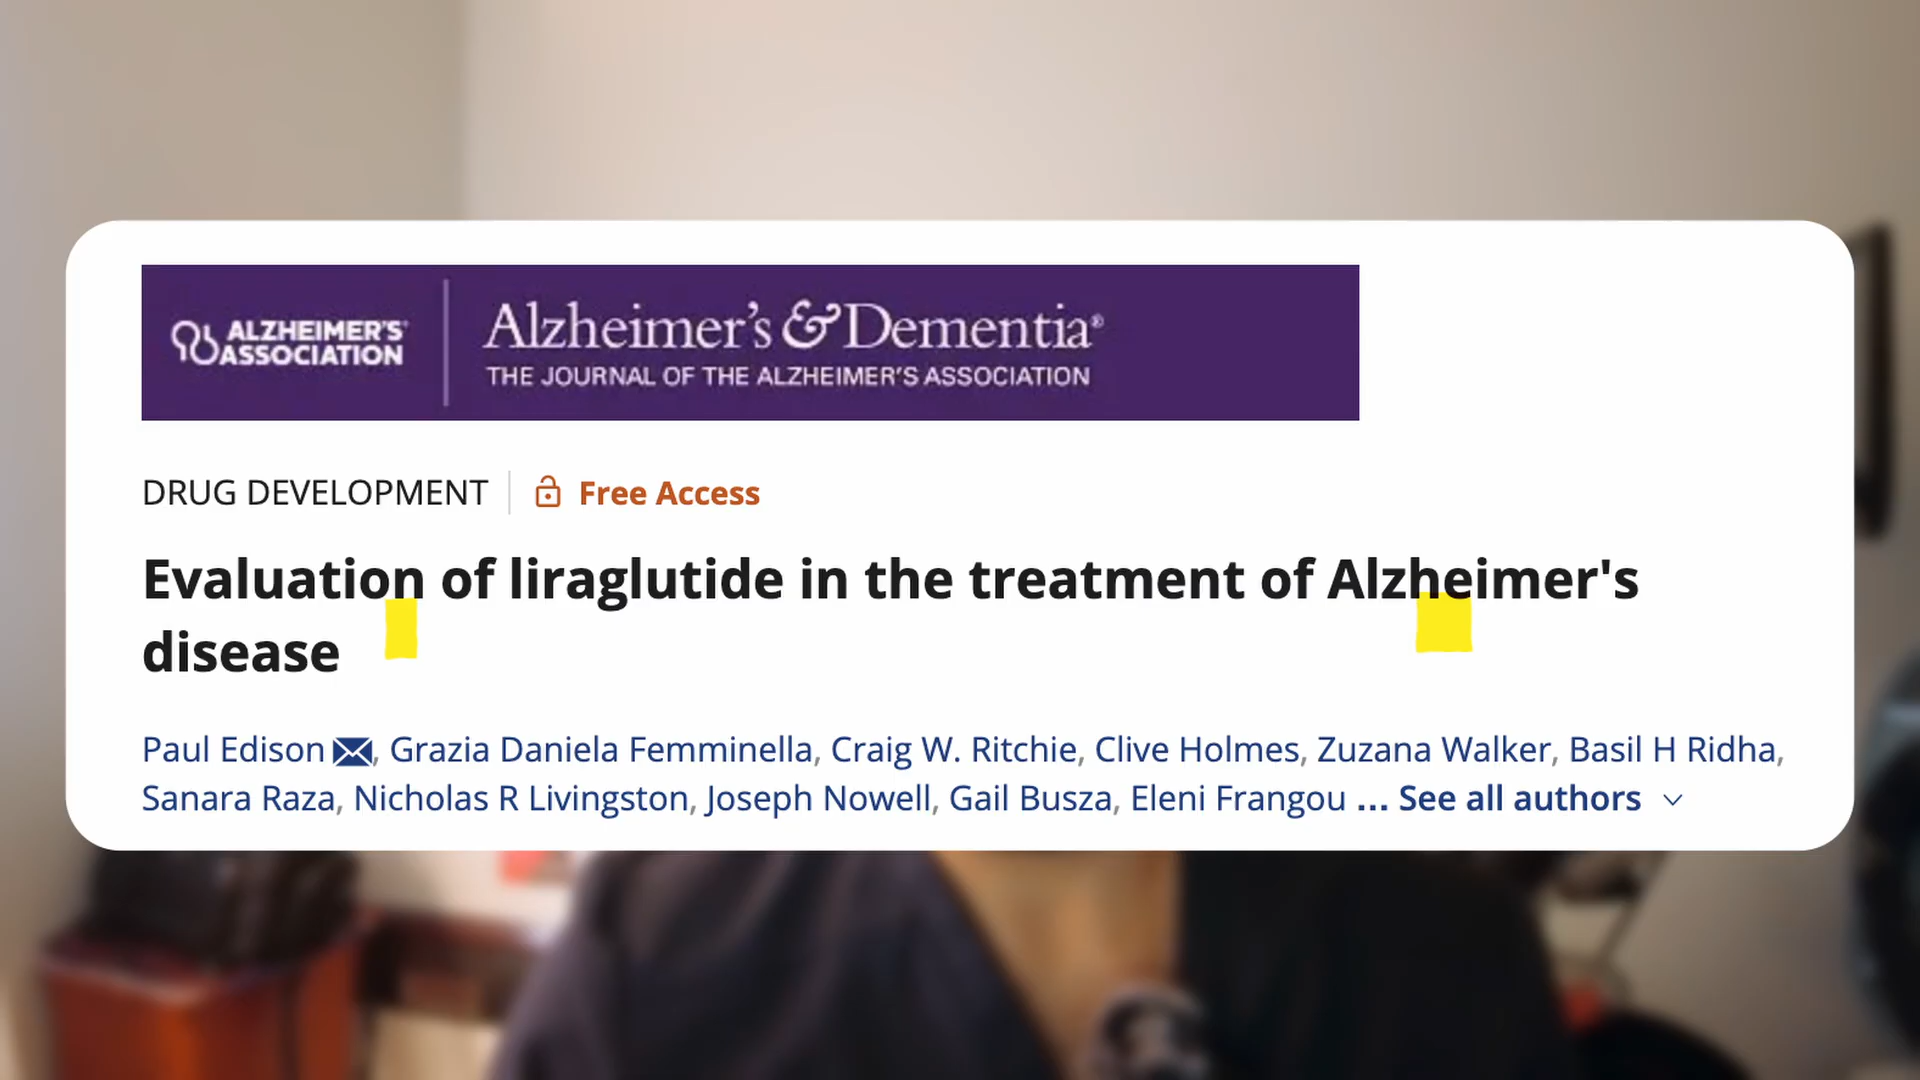 ALZHEIMER'S
ASSOCIATION
Alzheimer's & Dementia®
THE JOURNAL OF THE ALZHEIMER'S ASSOCIATION
DRUG DEVELOPMENT | Free Access
Evaluation of liraglutide in the treatment of Alzheimer's
disease
Paul Edison, Grazia Daniela Femminella, Craig W. Ritchie, Clive Holmes, Zuzana Walker, Basil H Ridha,
Sanara Raza, Nicholas R Livingston, Joseph Nowell, Gail Busza, Eleni Frangou ... See all authors